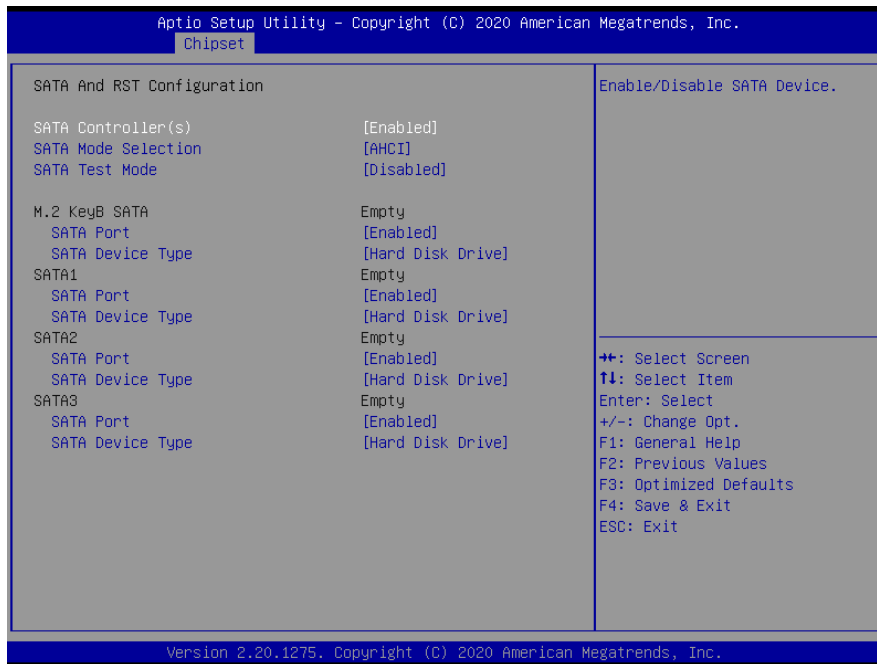 Aptio Setup Utility – Copyright (C) 2020 American Megatrends, Inc.
Chipset
SATA And RST Configuration
SATA Controller(s) [Enabled]
SATA Mode Selection [AHCI]
SATA Test Mode [Disabled]
M.2 KeyB SATA Empty
SATA Port [Enabled]
SATA Device Type [Hard Disk Drive]
SATA1 Empty
SATA Port [Enabled]
SATA Device Type [Hard Disk Drive]
SATA2 Empty
SATA Port [Enabled]
SATA Device Type [Hard Disk Drive]
SATA3 Empty
SATA Port [Enabled]
SATA Device Type [Hard Disk Drive]
Enable/Disable SATA Device.
→←: Select Screen
↑↓: Select Item
Enter: Select
+/-: Change Opt.
F1: General Help
F2: Previous Values
F3: Optimized Defaults
F4: Save & Exit
ESC: Exit
Version 2.20.1275. Copyright (C) 2020 American Megatrends, Inc.